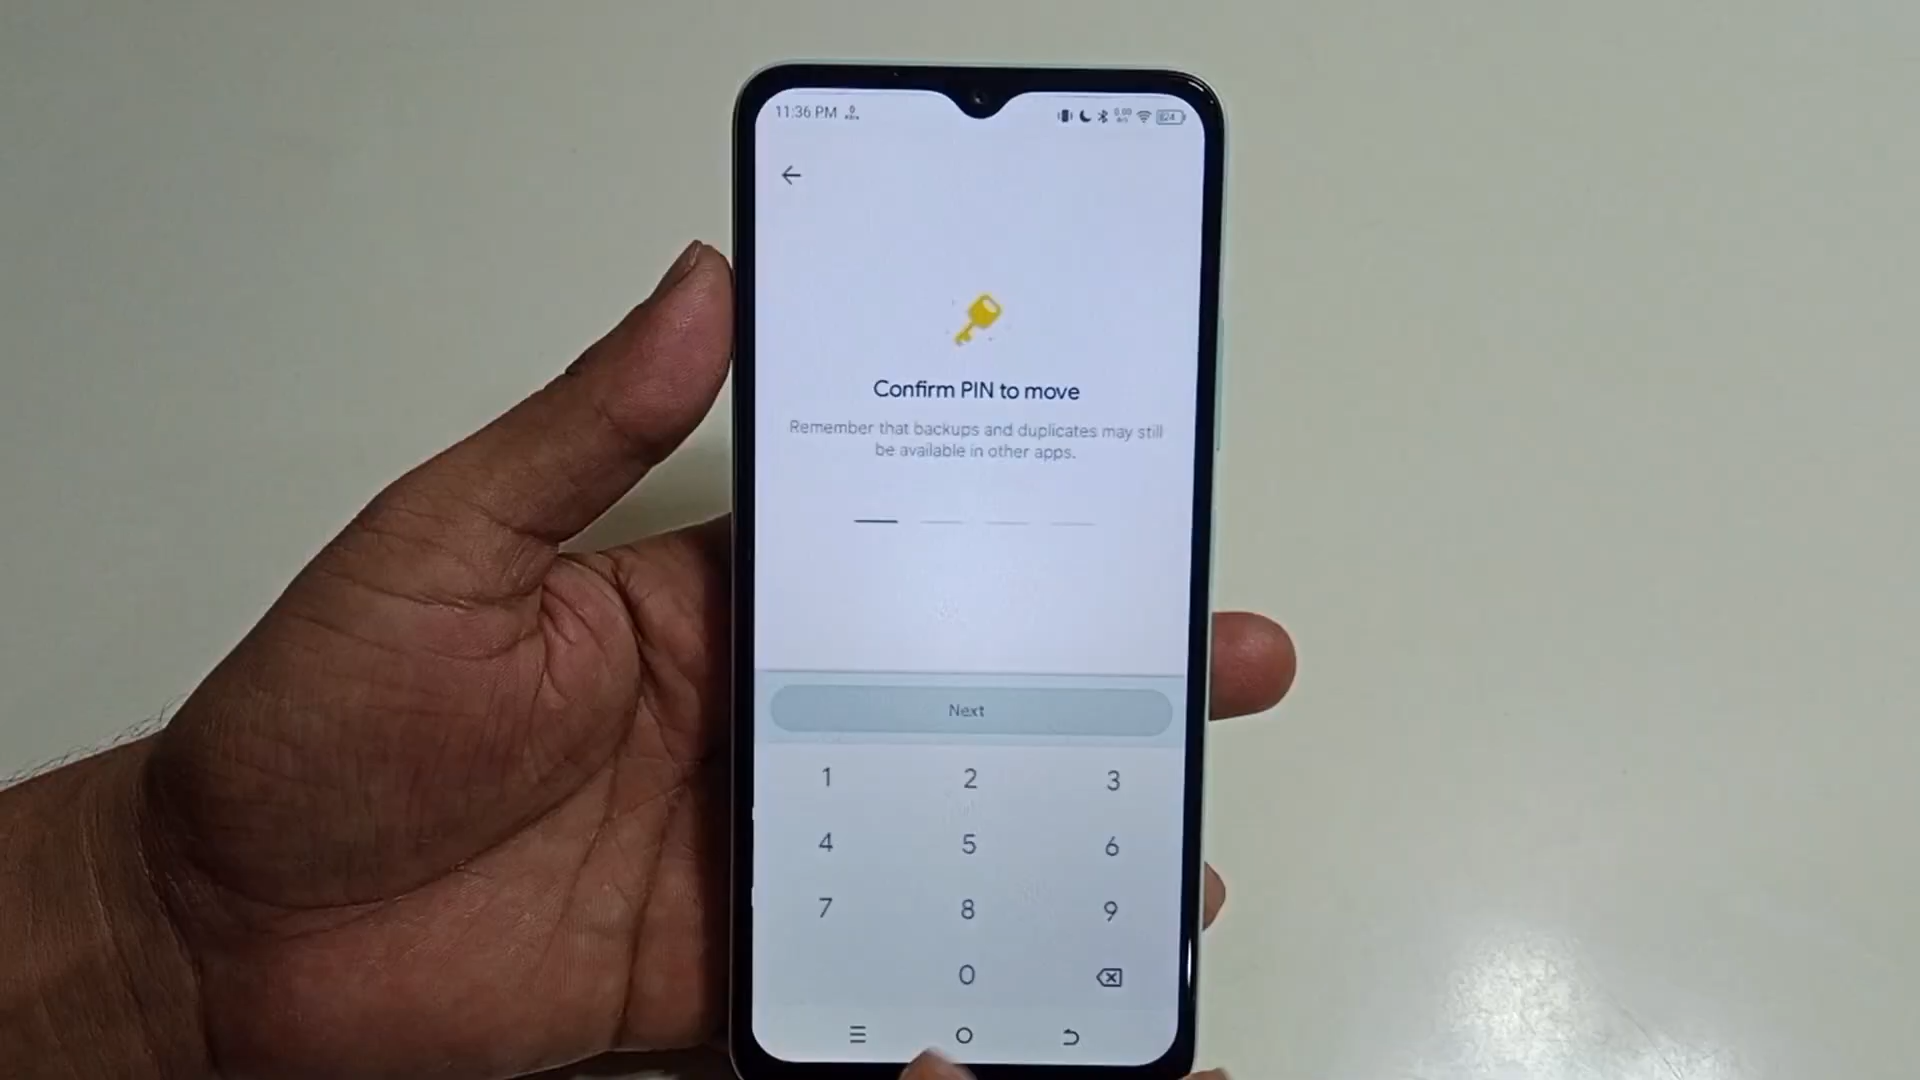 11:36 PM
824
Confirm PIN to move
Remember that backups and duplicates may still
be available in other apps.
Next
1 2 3
4 5 6
7 8 9
0